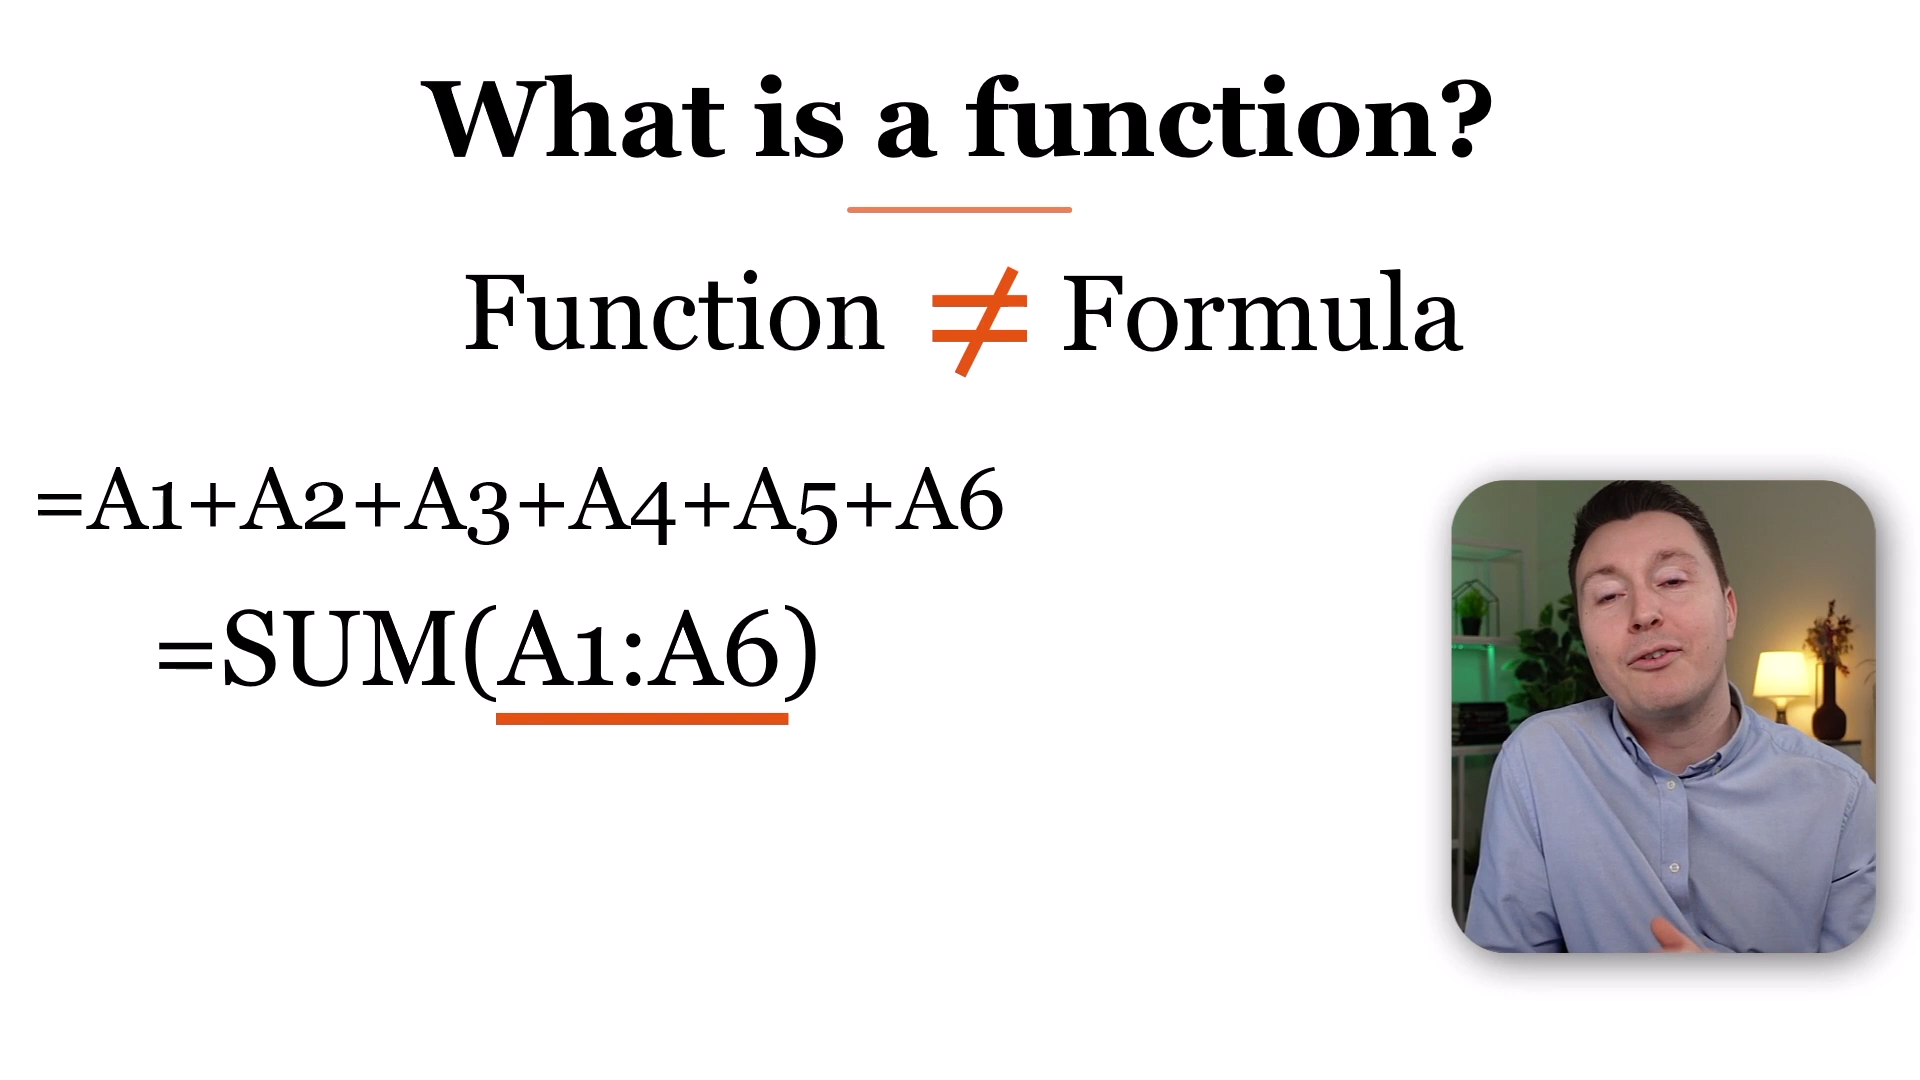 What is a function?
Function ≠ Formula
=A1+A2+A3+A4+A5+A6
=SUM(A1:A6)